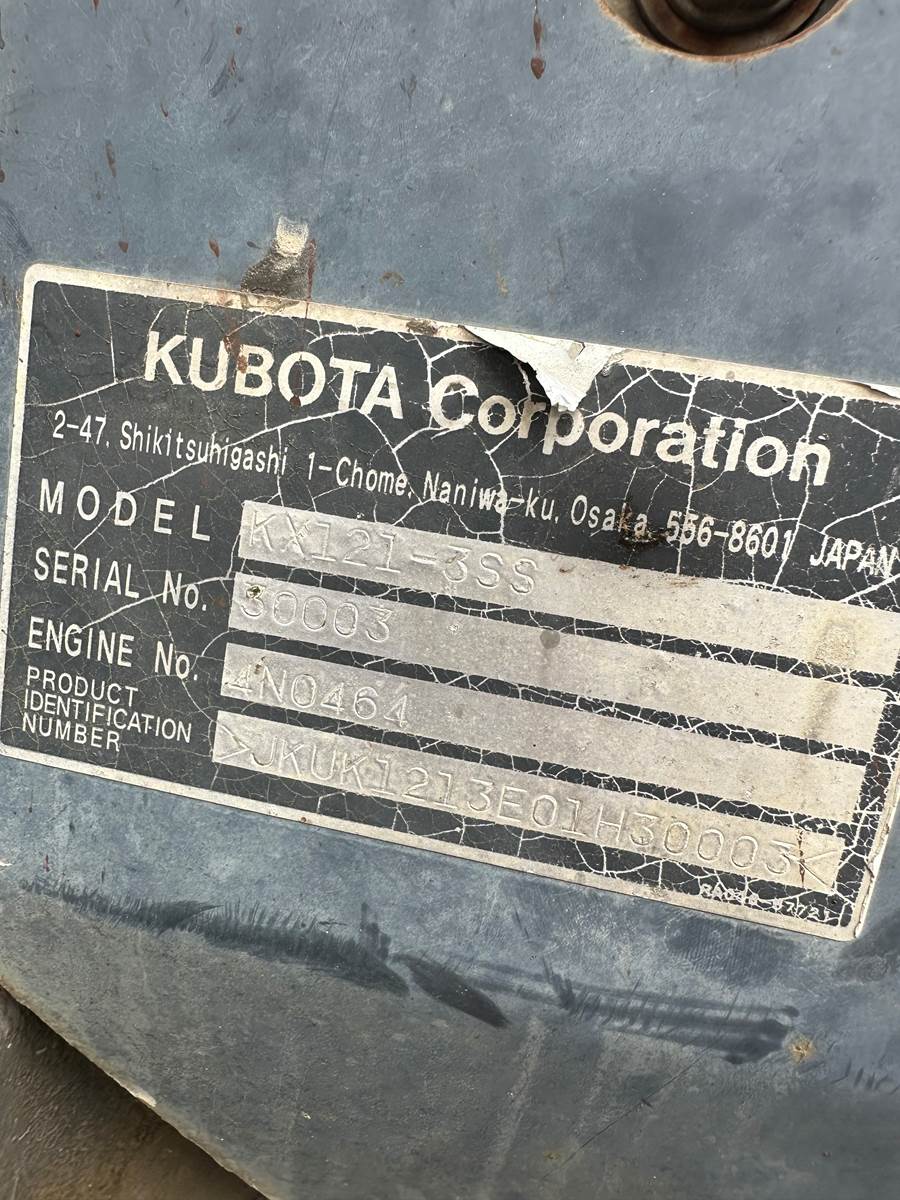 KUBOTA Corporation
2-47, Shikitsuhigashi 1-Chome, Naniwa-ku, Osaka 556-8601 JAPAN
MODEL KX121-3SS
SERIAL No. 30003
ENGINE No. 4N0464
PRODUCT
IDENTIFICATION
NUMBER
>JKUK1213E01H30003<